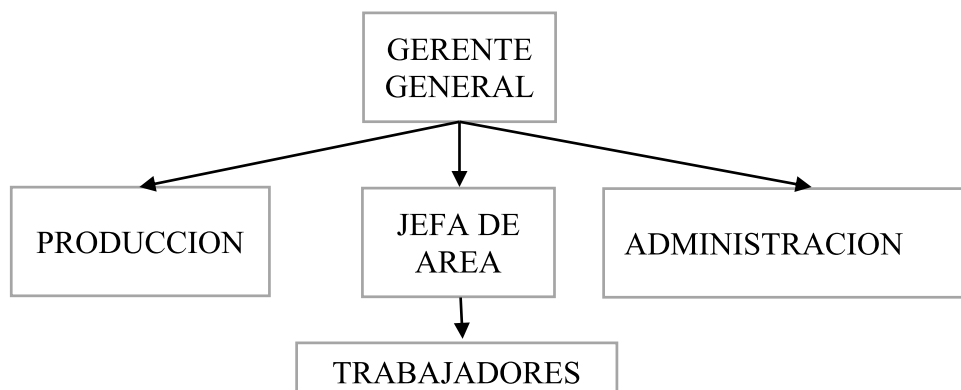 GERENTE
GENERAL
PRODUCCION
JEFA DE
AREA
ADMINISTRACION
TRABAJADORES